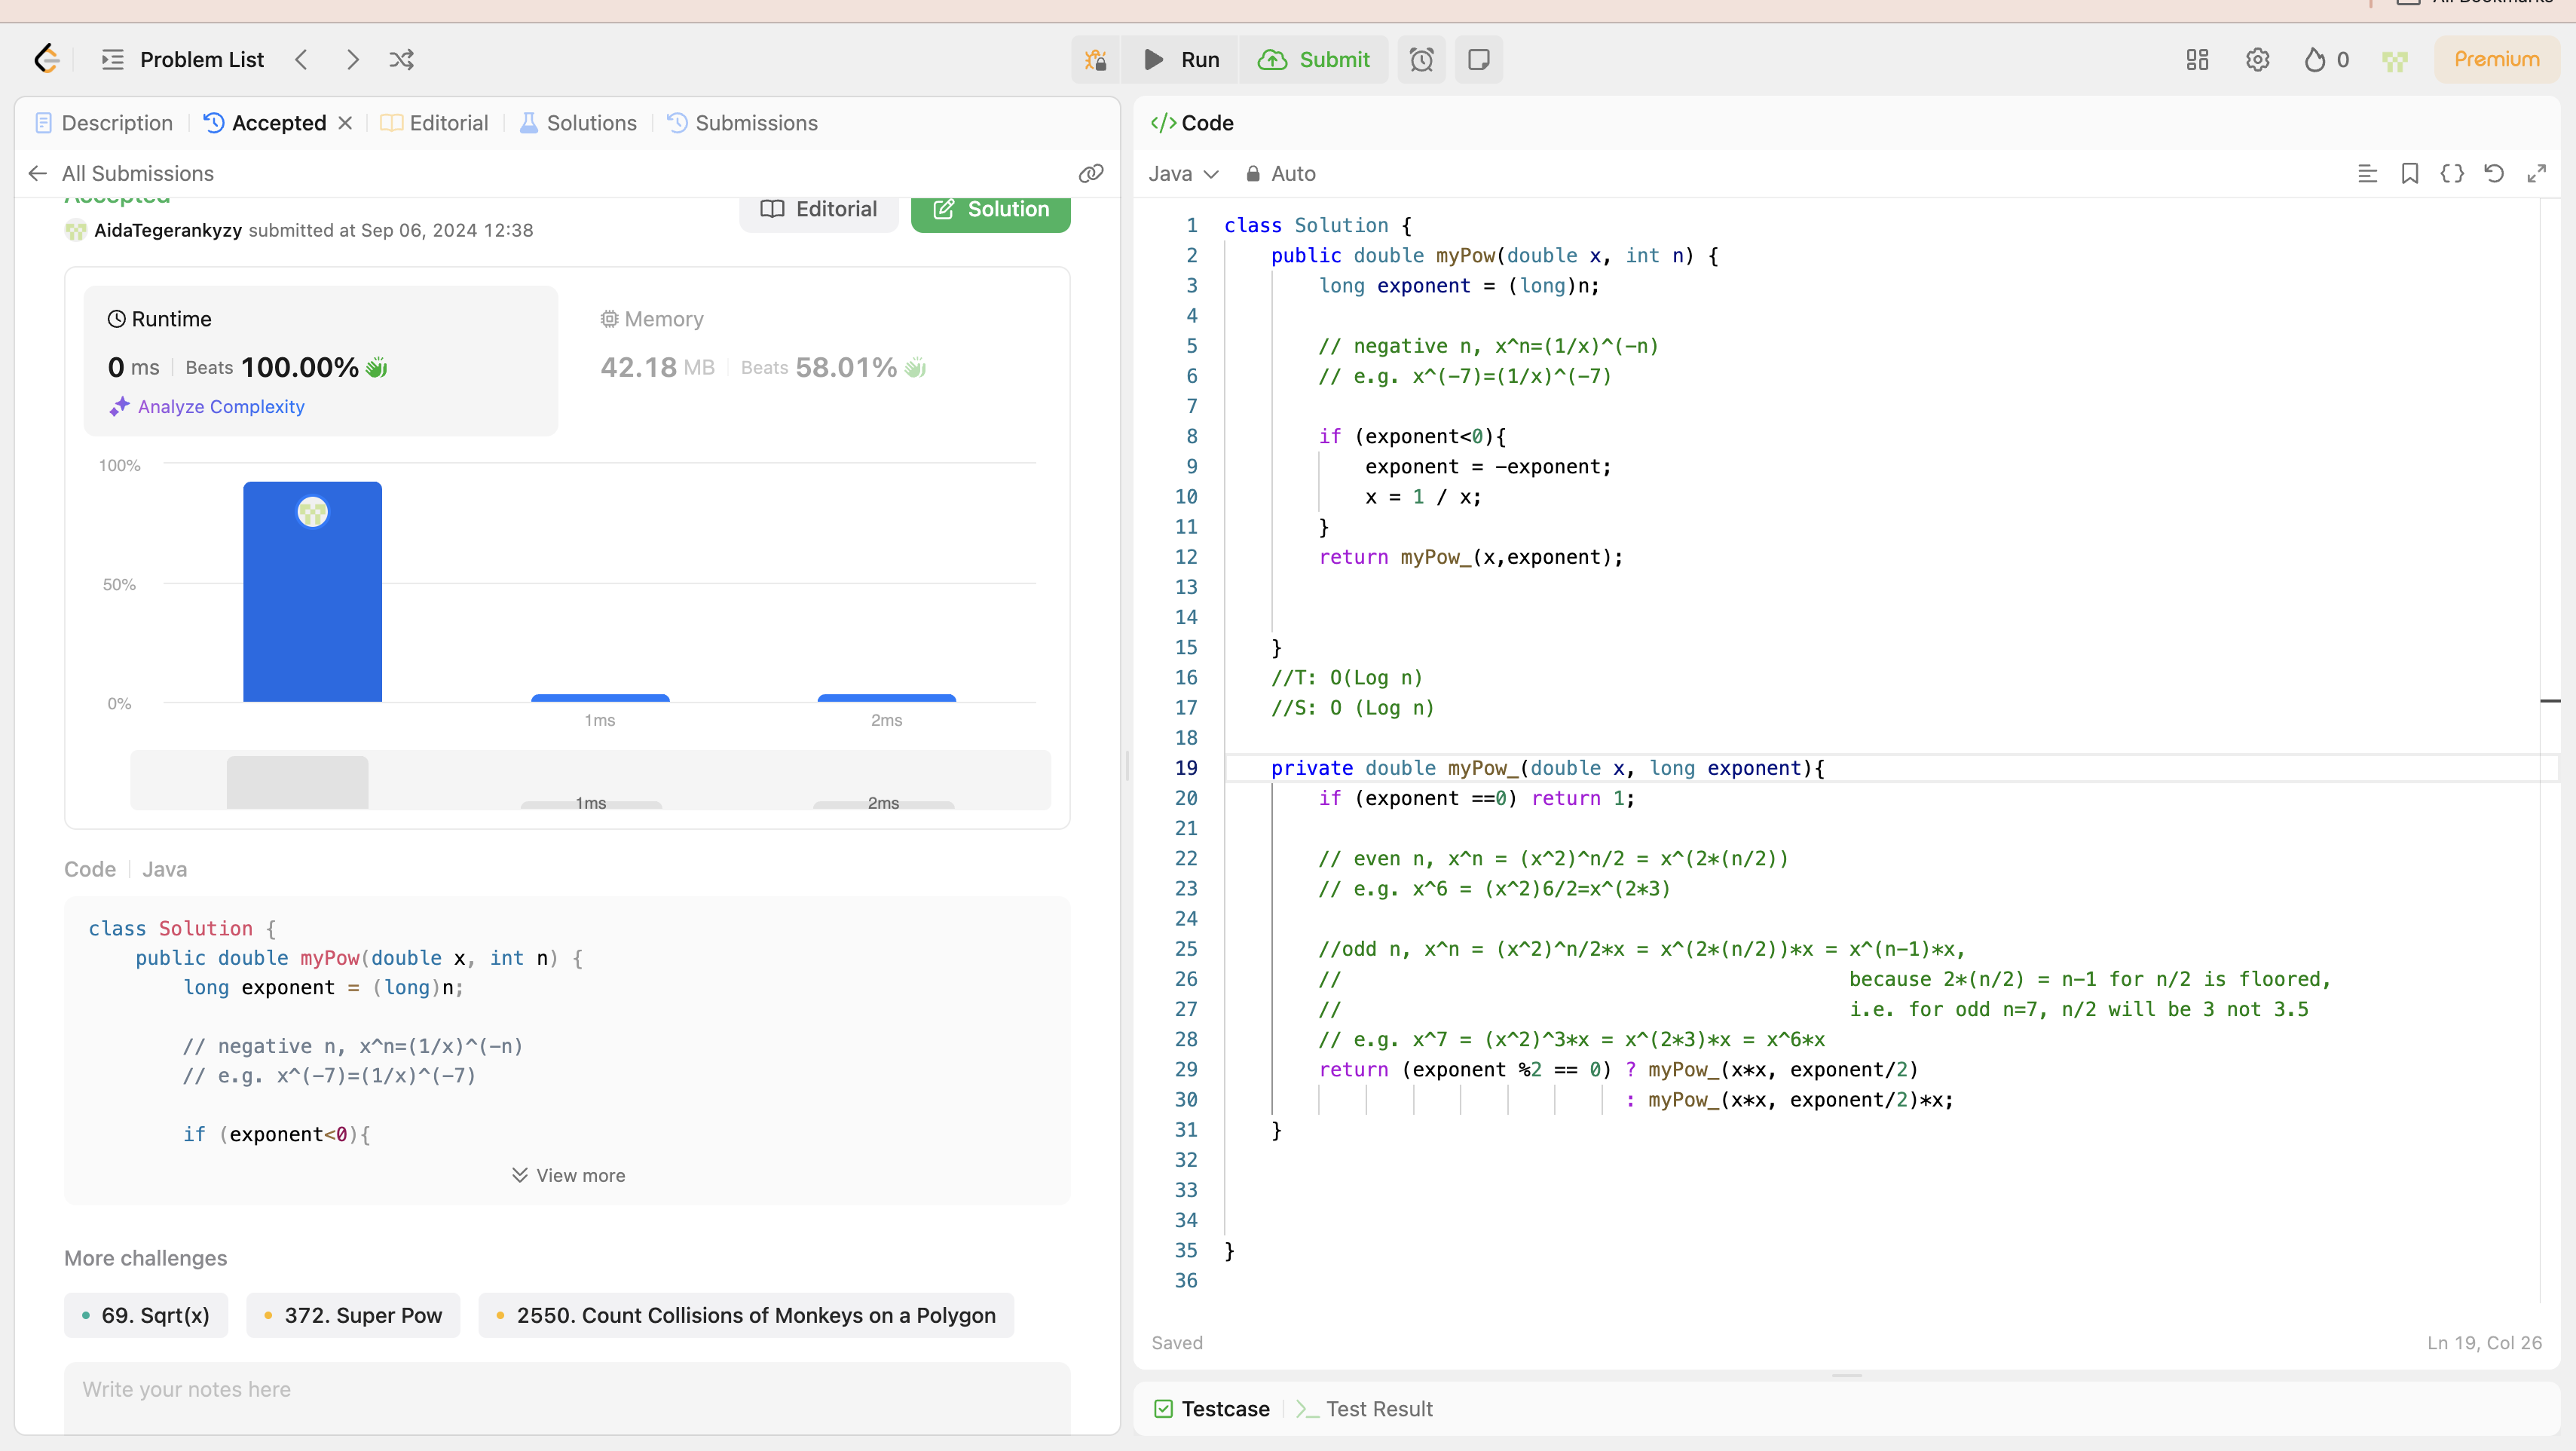 All Bookmarks
Problem List
Run
Submit
0
Premium
Description
Accepted
Editorial
Solutions
Submissions
All Submissions
Accepted
Editorial
Solution
AidaTegerankyzy submitted at Sep 06, 2024 12:38
Runtime
0 ms | Beats 100.00%
Analyze Complexity
Memory
42.18 MB | Beats 58.01%
100%
50%
0%
1ms
2ms
1ms
2ms
Code | Java
class Solution {
    public double myPow(double x, int n) {
        long exponent = (long)n;
        // negative n, x^n=(1/x)^(-n)
        // e.g. x^(-7)=(1/x)^(-7)
        if (exponent<0){
View more
More challenges
69. Sqrt(x)
372. Super Pow
2550. Count Collisions of Monkeys on a Polygon
Write your notes here
</> Code
Java
Auto
1 class Solution {
2     public double myPow(double x, int n) {
3         long exponent = (long)n;
4
5         // negative n, x^n=(1/x)^(-n)
6         // e.g. x^(-7)=(1/x)^(-7)
7
8         if (exponent<0){
9             exponent = -exponent;
10             x = 1 / x;
11         }
12         return myPow_(x,exponent);
13
14
15     }
16     //T: O(Log n)
17     //S: O (Log n)
18
19     private double myPow_(double x, long exponent){
20         if (exponent ==0) return 1;
21
22         // even n, x^n = (x^2)^n/2 = x^(2*(n/2))
23         // e.g. x^6 = (x^2)6/2=x^(2*3)
24
25         //odd n, x^n = (x^2)^n/2*x = x^(2*(n/2))*x = x^(n-1)*x,
26         //                                           because 2*(n/2) = n-1 for n/2 is floored,
27         //                                           i.e. for odd n=7, n/2 will be 3 not 3.5
28         // e.g. x^7 = (x^2)^3*x = x^(2*3)*x = x^6*x
29         return (exponent %2 == 0) ? myPow_(x*x, exponent/2)
30                                   : myPow_(x*x, exponent/2)*x;
31     }
32
33
34
35 }
36
Saved
Ln 19, Col 26
Testcase
Test Result